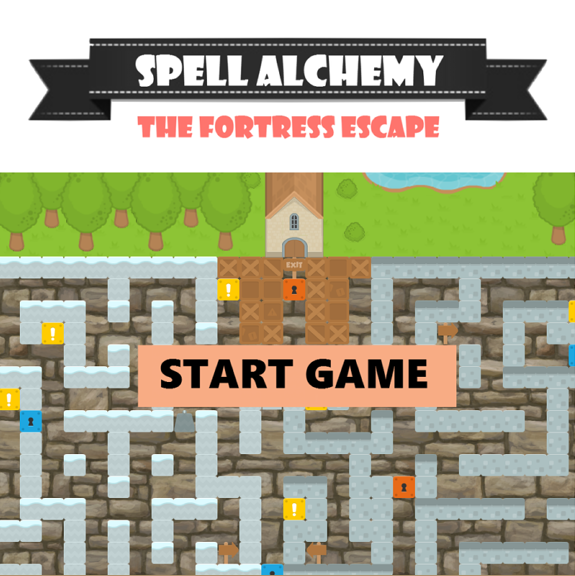 SPELL ALCHEMY
THE FORTRESS ESCAPE
EXIT
!
!
START GAME
!
!